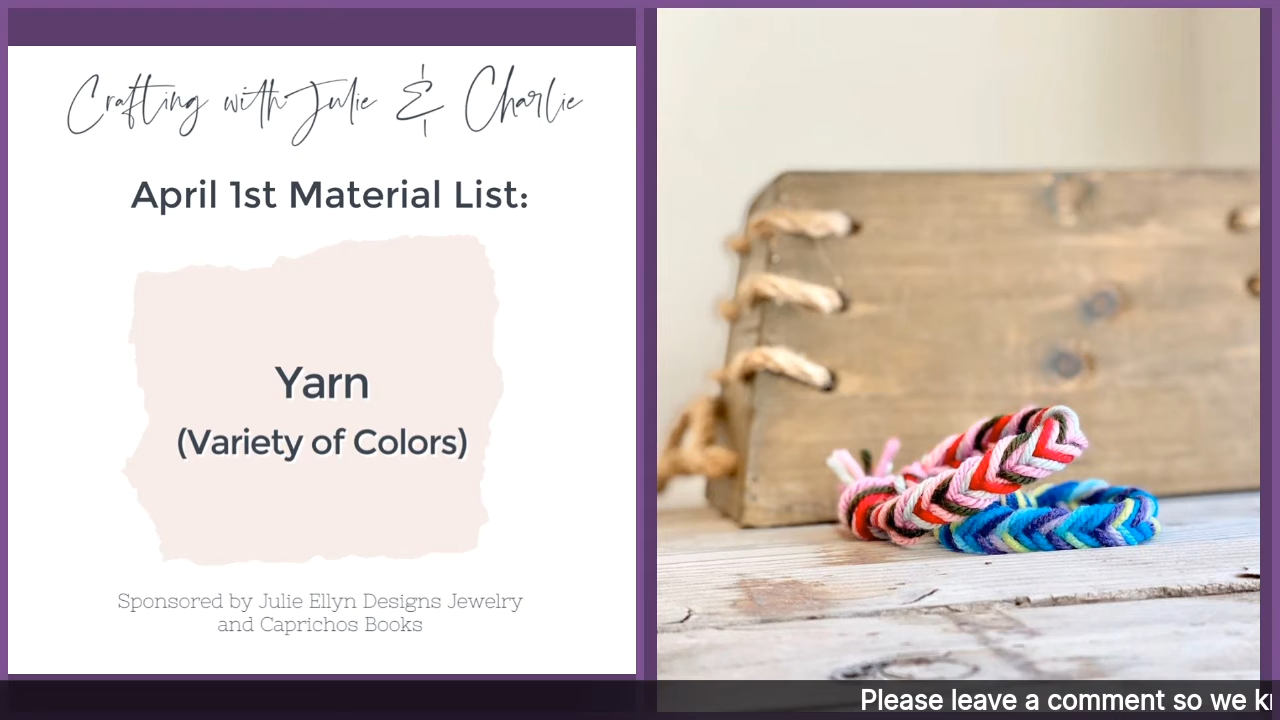 Crafting with Julie & Charlie
April 1st Material List:
Yarn
(Variety of Colors)
Sponsored by Julie Ellyn Designs Jewelry
and Caprichos Books
Please leave a comment so we